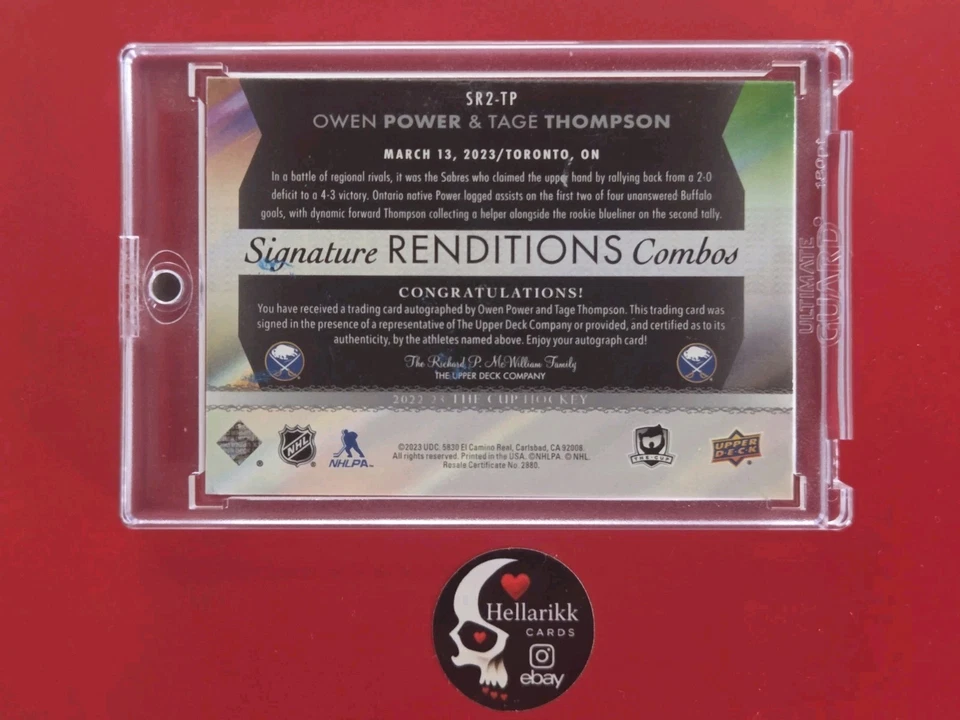 SR2-TP
OWEN POWER & TAGE THOMPSON
MARCH 13, 2023/TORONTO, ON
In a battle of regional rivals, it was the Sabres who claimed the upper hand by rallying back from a 2-0
deficit to a 4-3 victory. Ontario native Power logged assists on the first two of four unanswered Buffalo
goals, with dynamic forward Thompson collecting a helper alongside the rookie blueliner on the second tally.
Signature RENDITIONS Combos
CONGRATULATIONS!
You have received a trading card autographed by Owen Power and Tage Thompson. This trading card was
signed in the presence of a representative of The Upper Deck Company or provided, and certified as to its
authenticity, by the athletes named above. Enjoy your autograph card!
The Richard P. McWilliam Family
THE UPPER DECK COMPANY
2022-23 THE CUP HOCKEY
NHL
NHLPA
©2023 UDC. 5830 El Camino Real, Carlsbad, CA 92008.
All rights reserved. Printed in the USA. ©NHLPA. © NHL.
Resale Certificate No. 2880.
THE CUP
UPPER
DECK
ULTIMATE
GUARD
180pt
Hellarikk
CARDS
ebay